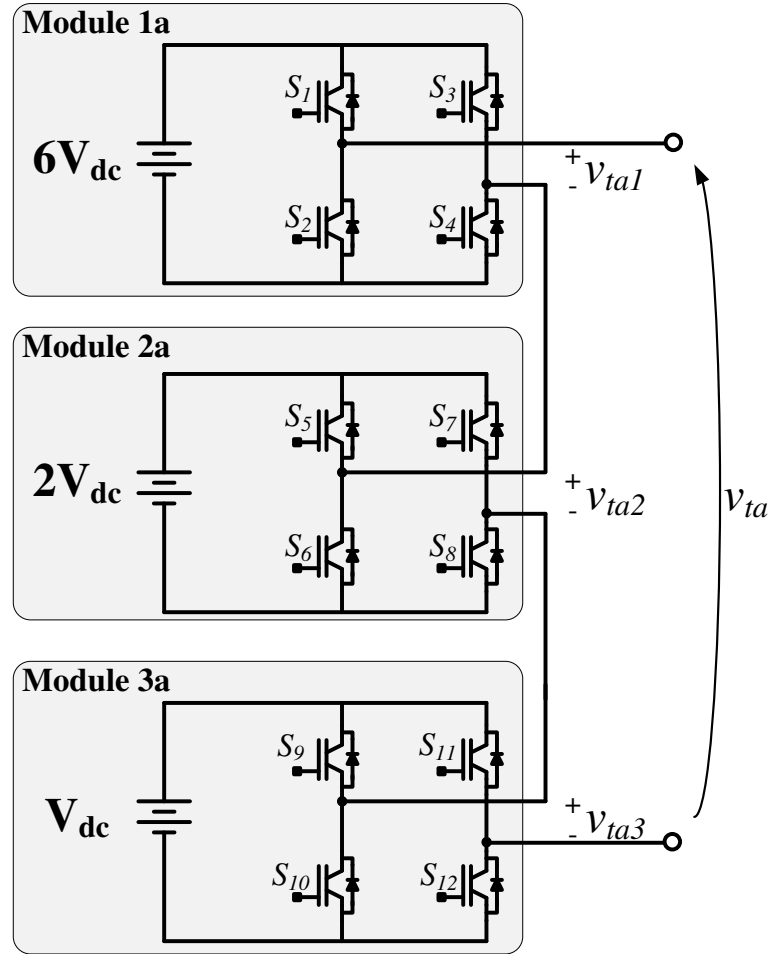 Module 1a
S1
S3
6Vdc
+
- vta1
S2
S4
Module 2a
S5
S7
2Vdc
+
- vta2
vta
S6
S8
Module 3a
S9
S11
Vdc
+
- vta3
S10
S12